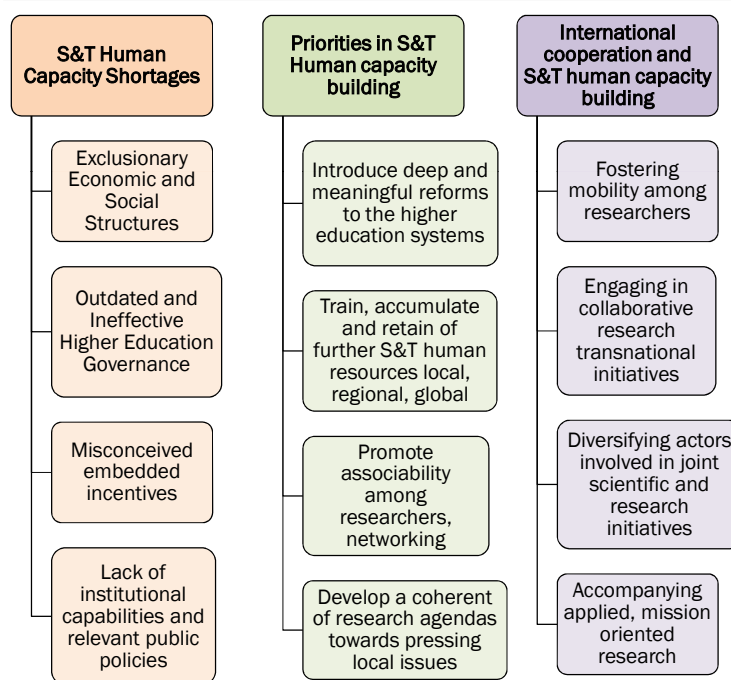 S&T Human
Capacity Shortages
Exclusionary
Economic and
Social
Structures
Outdated and
Ineffective
Higher Education
Governance
Misconceived
embedded
incentives
Lack of
institutional
capabilities and
relevant public
policies
Priorities in S&T
Human capacity
building
Introduce deep and
meaningful reforms
to the higher
education systems
Train, accumulate
and retain of
further S&T human
resources local,
regional, global
Promote
associability
among
researchers,
networking
Develop a coherent
of research agendas
towards pressing
local issues
International
cooperation and
S&T human capacity
building
Fostering
mobility among
researchers
Engaging in
collaborative
research
transnational
initiatives
Diversifying actors
involved in joint
scientific and
research
initiatives
Accompanying
applied, mission
oriented
research